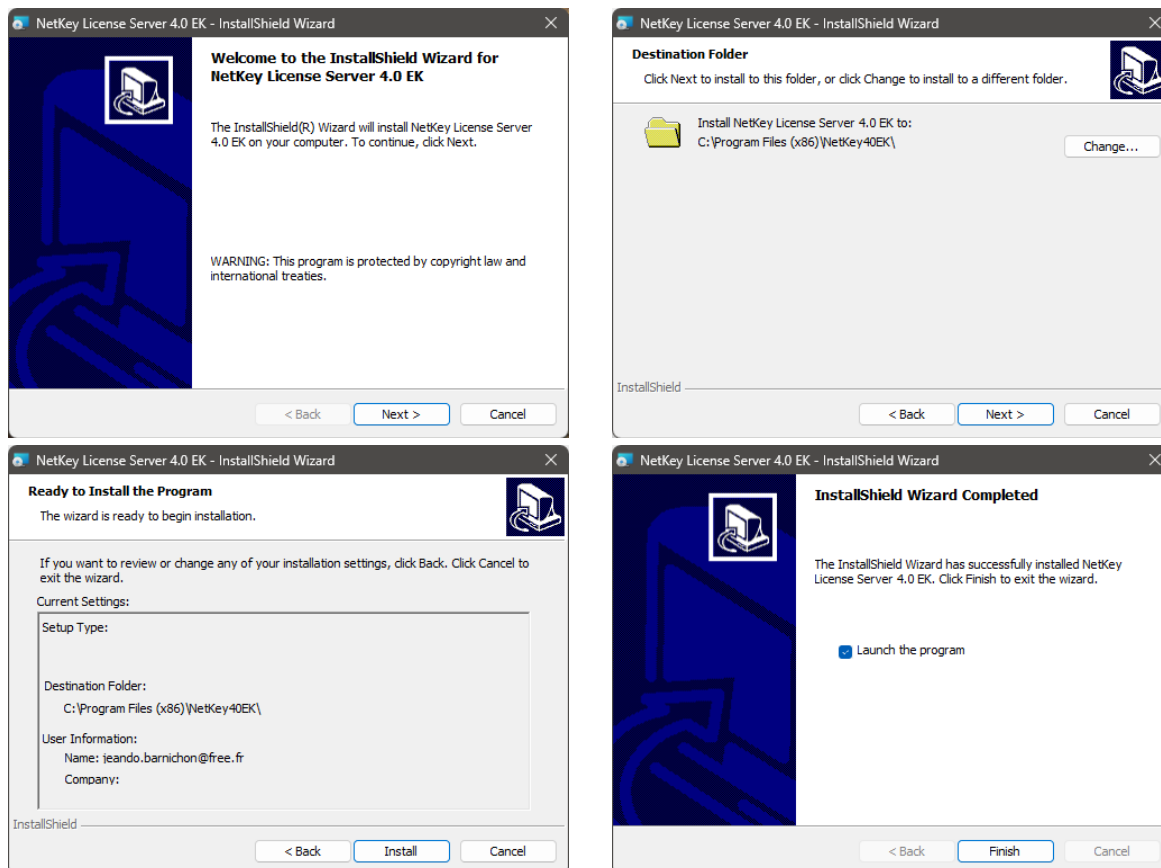 NetKey License Server 4.0 EK - InstallShield Wizard
Welcome to the InstallShield Wizard for
NetKey License Server 4.0 EK
The InstallShield(R) Wizard will install NetKey License Server
4.0 EK on your computer. To continue, click Next.
WARNING: This program is protected by copyright law and
international treaties.
< Back
Next >
Cancel
NetKey License Server 4.0 EK - InstallShield Wizard
Destination Folder
Click Next to install to this folder, or click Change to install to a different folder.
Install NetKey License Server 4.0 EK to:
C:\Program Files (x86)\NetKey40EK\
Change...
InstallShield
< Back
Next >
Cancel
NetKey License Server 4.0 EK - InstallShield Wizard
Ready to Install the Program
The wizard is ready to begin installation.
If you want to review or change any of your installation settings, click Back. Click Cancel to
exit the wizard.
Current Settings:
Setup Type:
Destination Folder:
C:\Program Files (x86)\NetKey40EK\
User Information:
Name: jeando.barnichon@free.fr
Company:
InstallShield
< Back
Install
Cancel
NetKey License Server 4.0 EK - InstallShield Wizard
InstallShield Wizard Completed
The InstallShield Wizard has successfully installed NetKey
License Server 4.0 EK. Click Finish to exit the wizard.
Launch the program
< Back
Finish
Cancel